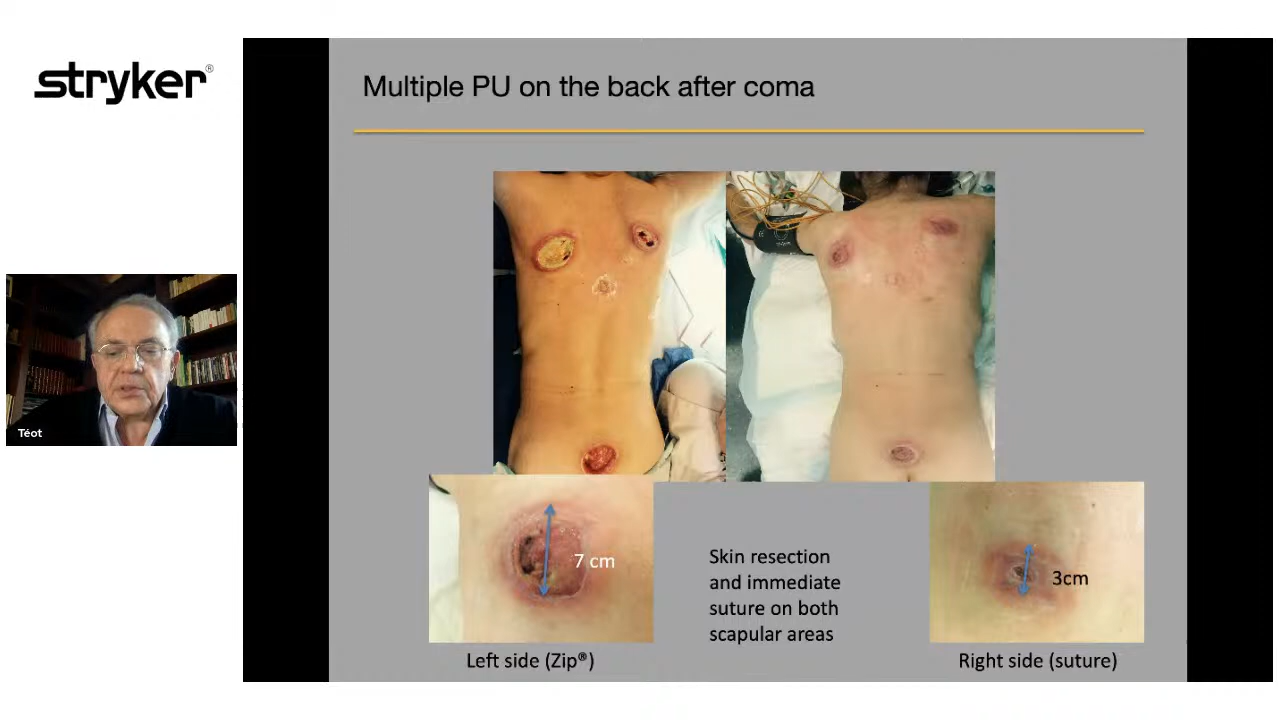 stryker®
Multiple PU on the back after coma
Téot
7 cm
Skin resection
and immediate
suture on both
scapular areas
3cm
Left side (Zip®)
Right side (suture)